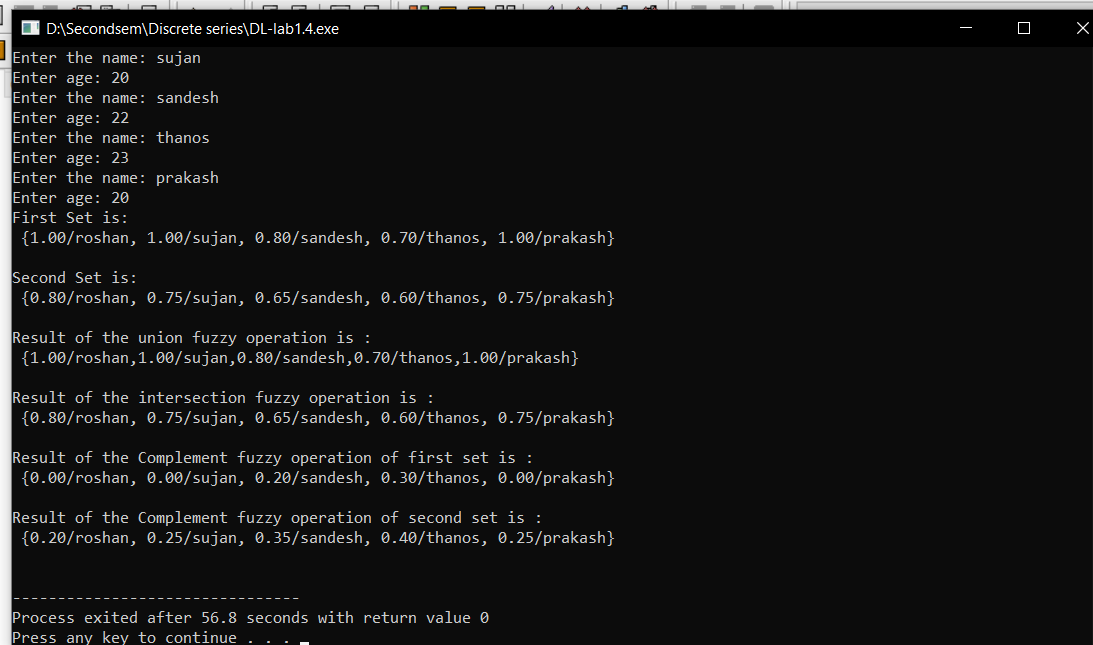 D:\Secondsem\Discrete series\DL-lab1.4.exe
Enter the name: sujan
Enter age: 20
Enter the name: sandesh
Enter age: 22
Enter the name: thanos
Enter age: 23
Enter the name: prakash
Enter age: 20
First Set is:
 {1.00/roshan, 1.00/sujan, 0.80/sandesh, 0.70/thanos, 1.00/prakash}

Second Set is:
 {0.80/roshan, 0.75/sujan, 0.65/sandesh, 0.60/thanos, 0.75/prakash}

Result of the union fuzzy operation is :
 {1.00/roshan,1.00/sujan,0.80/sandesh,0.70/thanos,1.00/prakash}

Result of the intersection fuzzy operation is :
 {0.80/roshan, 0.75/sujan, 0.65/sandesh, 0.60/thanos, 0.75/prakash}

Result of the Complement fuzzy operation of first set is :
 {0.00/roshan, 0.00/sujan, 0.20/sandesh, 0.30/thanos, 0.00/prakash}

Result of the Complement fuzzy operation of second set is :
 {0.20/roshan, 0.25/sujan, 0.35/sandesh, 0.40/thanos, 0.25/prakash}


--------------------------------
Process exited after 56.8 seconds with return value 0
Press any key to continue . . .